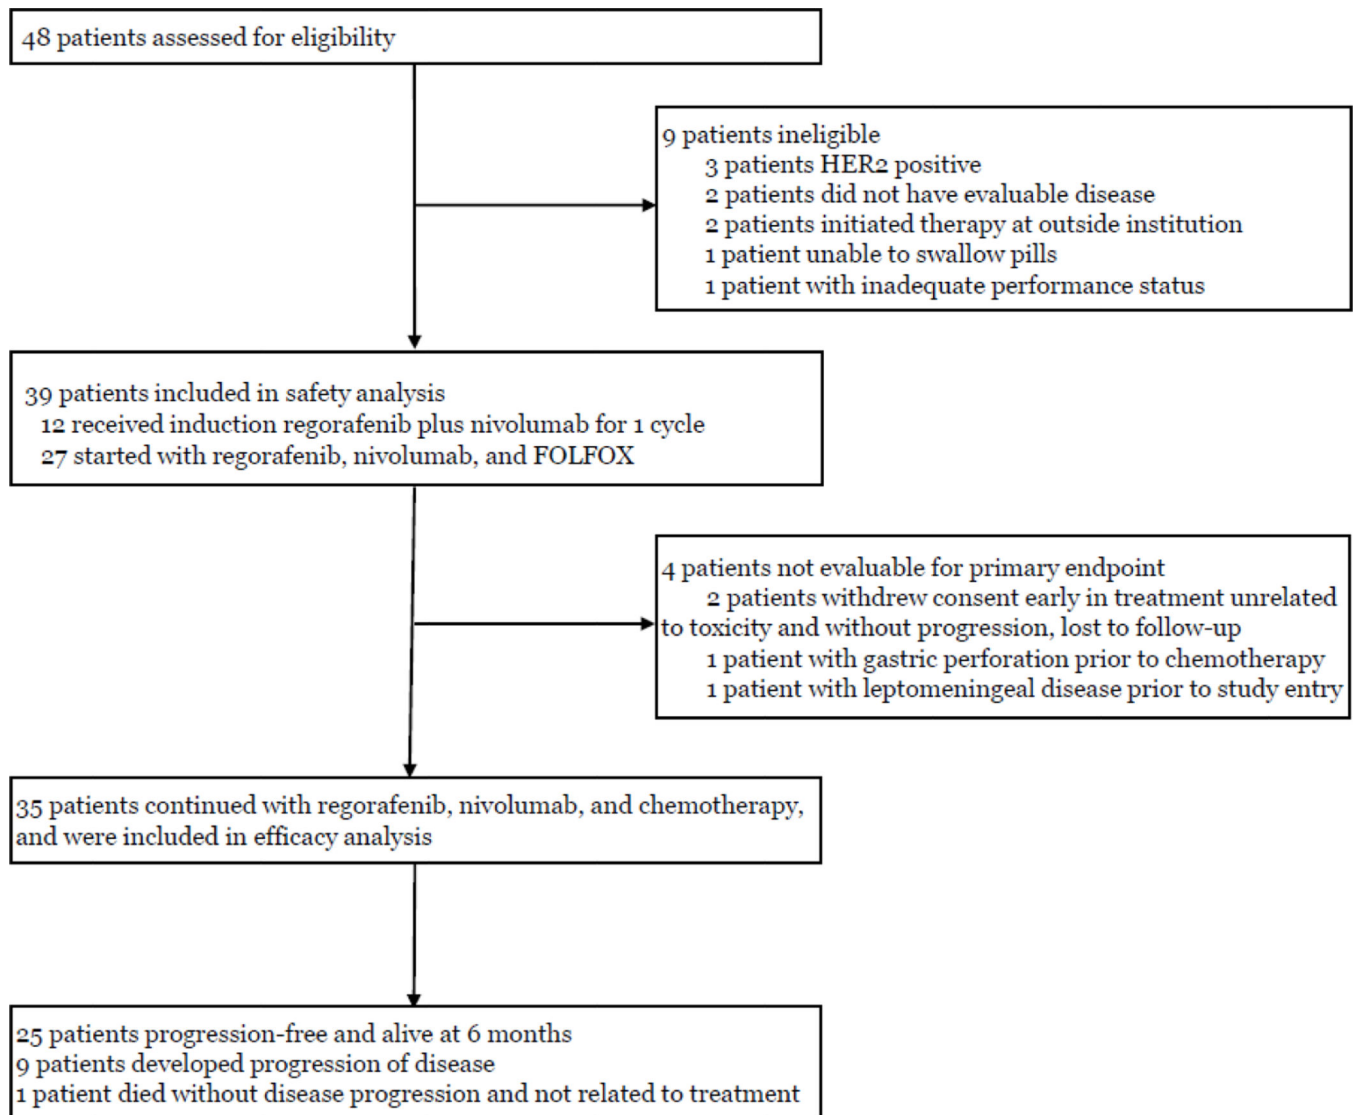 48 patients assessed for eligibility
9 patients ineligible
3 patients HER2 positive
2 patients did not have evaluable disease
2 patients initiated therapy at outside institution
1 patient unable to swallow pills
1 patient with inadequate performance status
39 patients included in safety analysis
12 received induction regorafenib plus nivolumab for 1 cycle
27 started with regorafenib, nivolumab, and FOLFOX
4 patients not evaluable for primary endpoint
2 patients withdrew consent early in treatment unrelated
to toxicity and without progression, lost to follow-up
1 patient with gastric perforation prior to chemotherapy
1 patient with leptomeningeal disease prior to study entry
35 patients continued with regorafenib, nivolumab, and chemotherapy,
and were included in efficacy analysis
25 patients progression-free and alive at 6 months
9 patients developed progression of disease
1 patient died without disease progression and not related to treatment